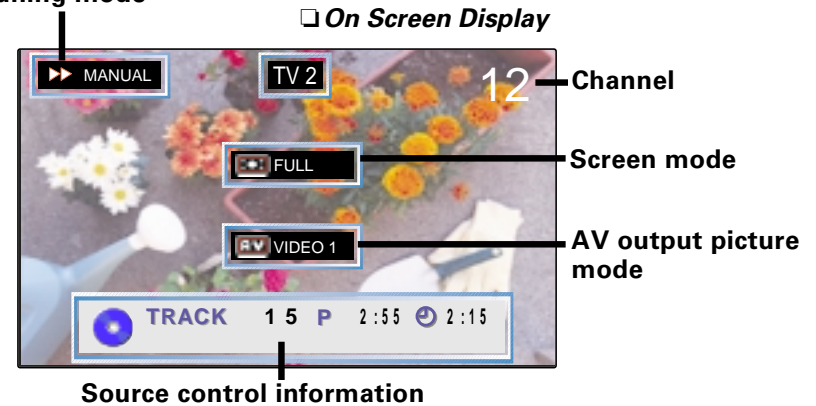 mode
❏ On Screen Display
MANUAL
TV 2
12
Channel
FULL
Screen mode
AV VIDEO 1
AV output picture
mode
TRACK 15 P 2:55 2:15
Source control information